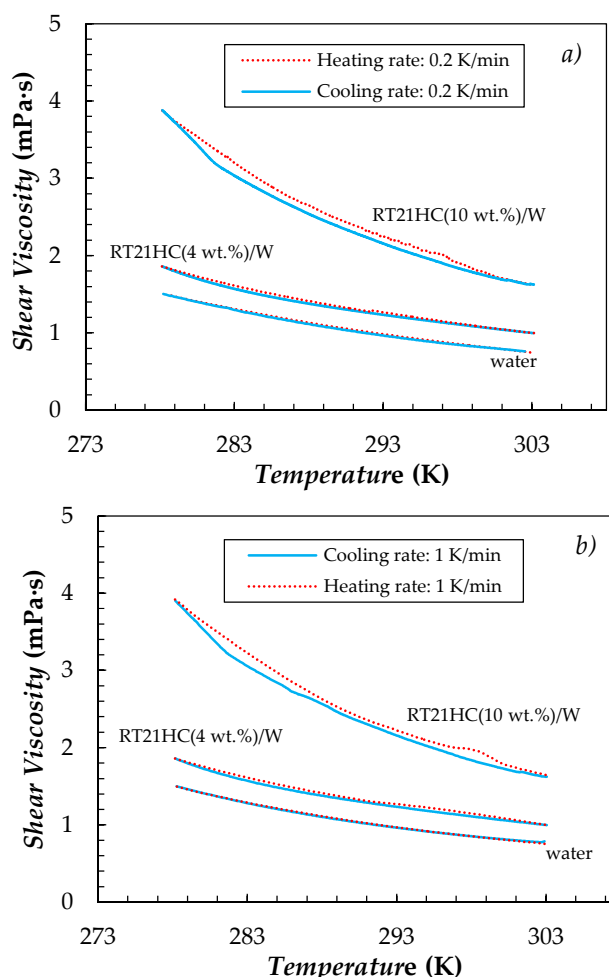 5
a)
Heating rate: 0.2 K/min
Cooling rate: 0.2 K/min
4
3
RT21HC(10 wt.%)/W
RT21HC(4 wt.%)/W
2
1
water
0
273
283
293
303
Shear Viscosity (mPa·s)
Temperature (K)
5
b)
Cooling rate: 1 K/min
Heating rate: 1 K/min
4
3
RT21HC(10 wt.%)/W
RT21HC(4 wt.%)/W
2
1
water
0
273
283
293
303
Shear Viscosity (mPa·s)
Temperature (K)